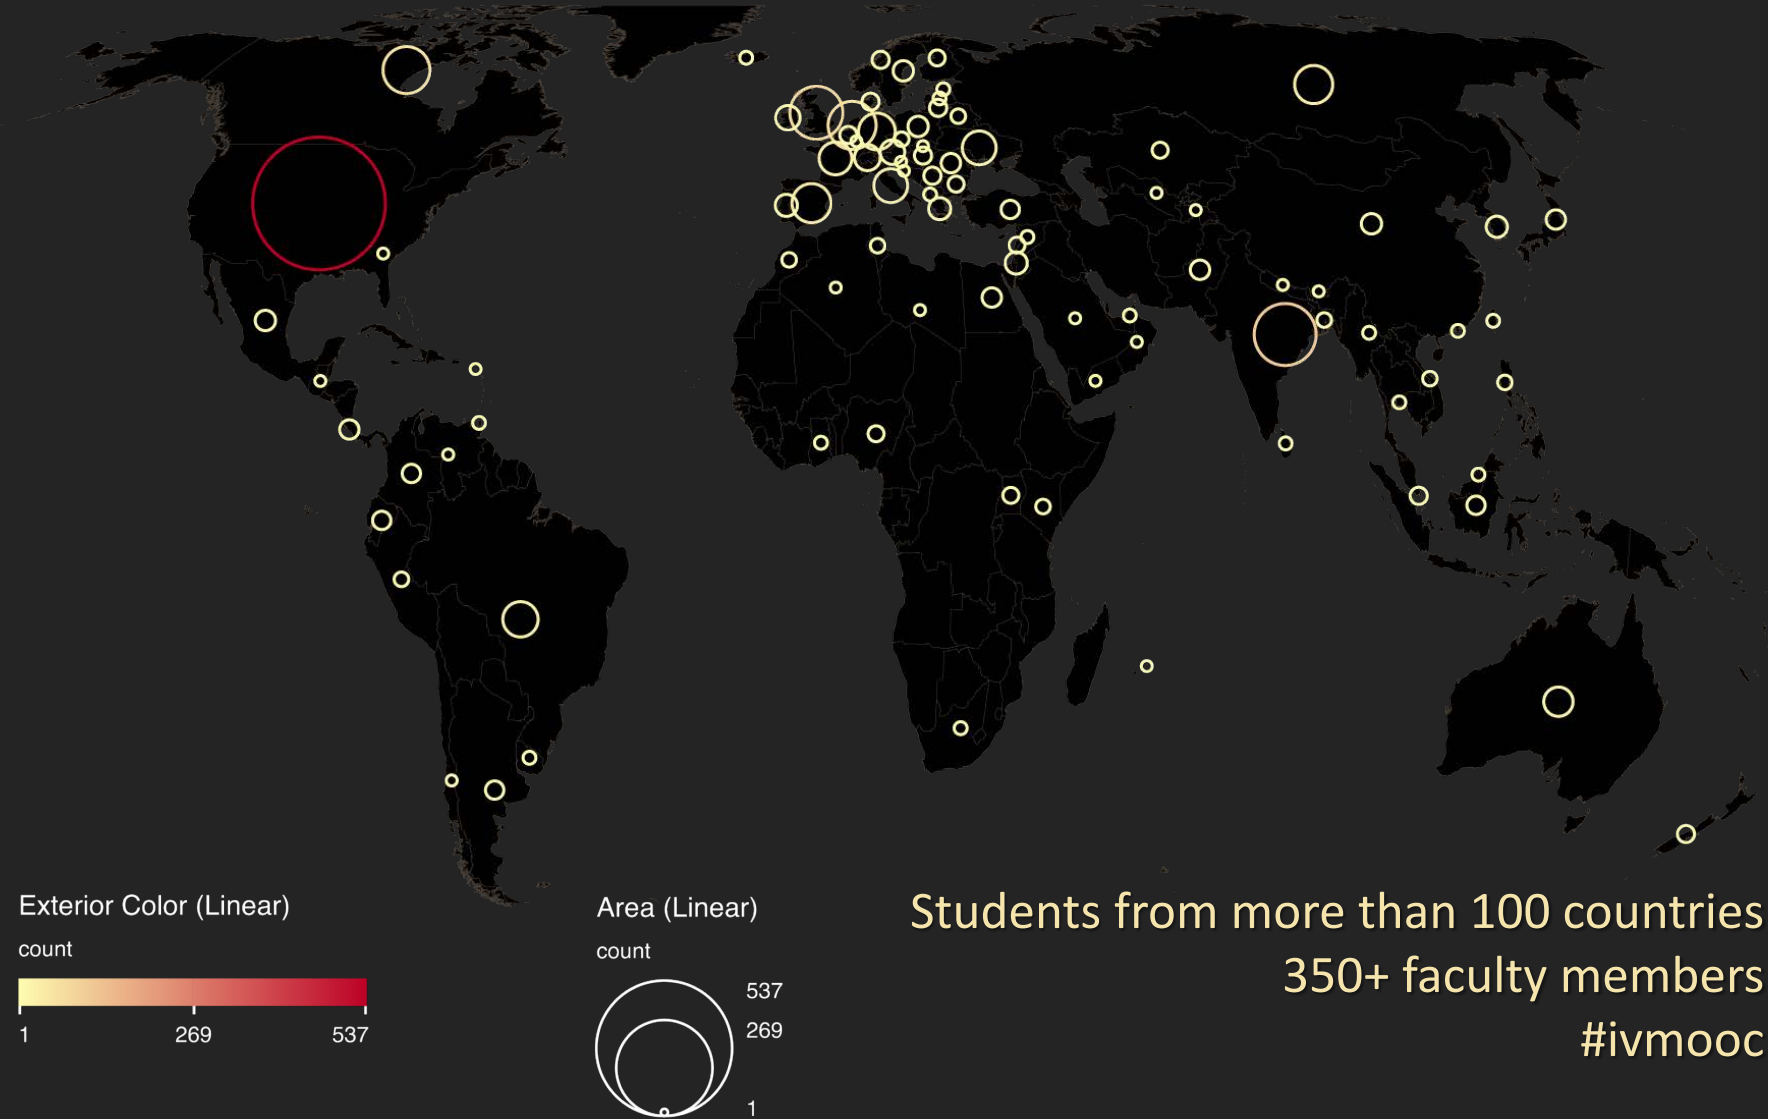 Exterior Color (Linear)
count
1 269 537
Area (Linear)
count
537
269
1
Students from more than 100 countries
350+ faculty members
#ivmooc